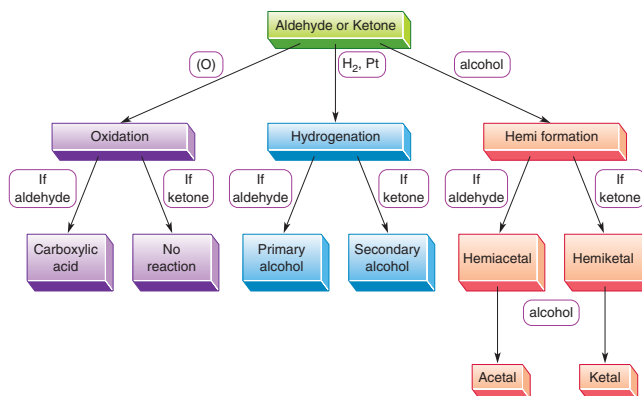 Aldehyde or Ketone
(O)
H2, Pt
alcohol
Oxidation
Hydrogenation
Hemi formation
If
aldehyde
If
ketone
If
aldehyde
If
ketone
If
aldehyde
If
ketone
Carboxylic
acid
No
reaction
Primary
alcohol
Secondary
alcohol
Hemiacetal
Hemiketal
alcohol
Acetal
Ketal